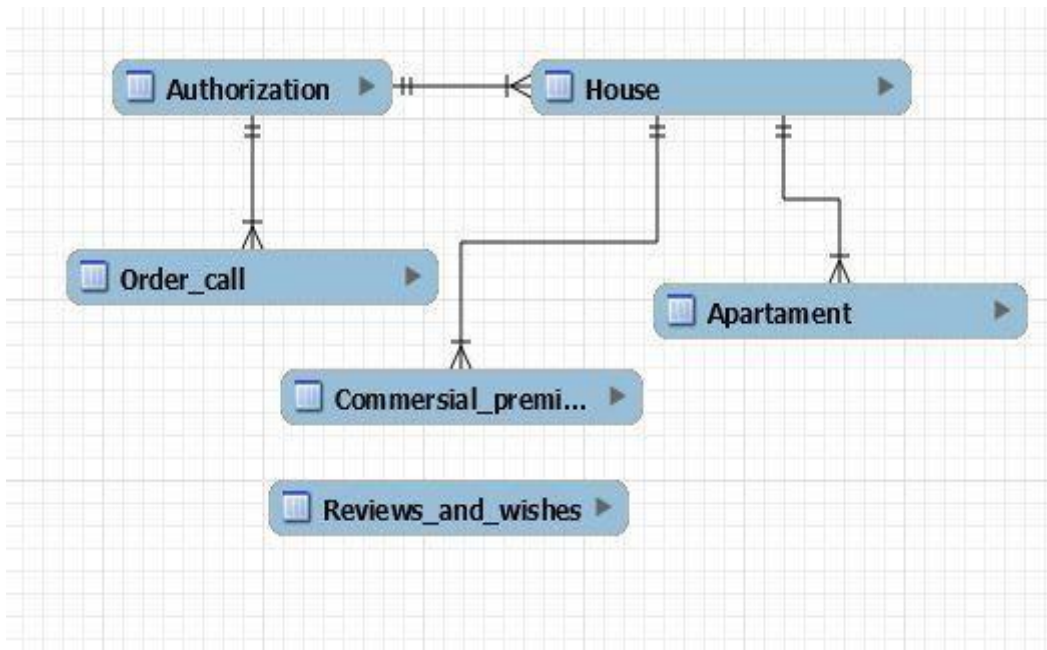 Authorization
House
Order_call
Apartament
Commersial_premi...
Reviews_and_wishes